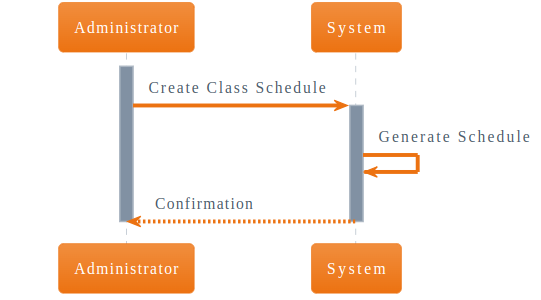 Administrator
System
Create Class Schedule
Generate Schedule
Confirmation
Administrator
System